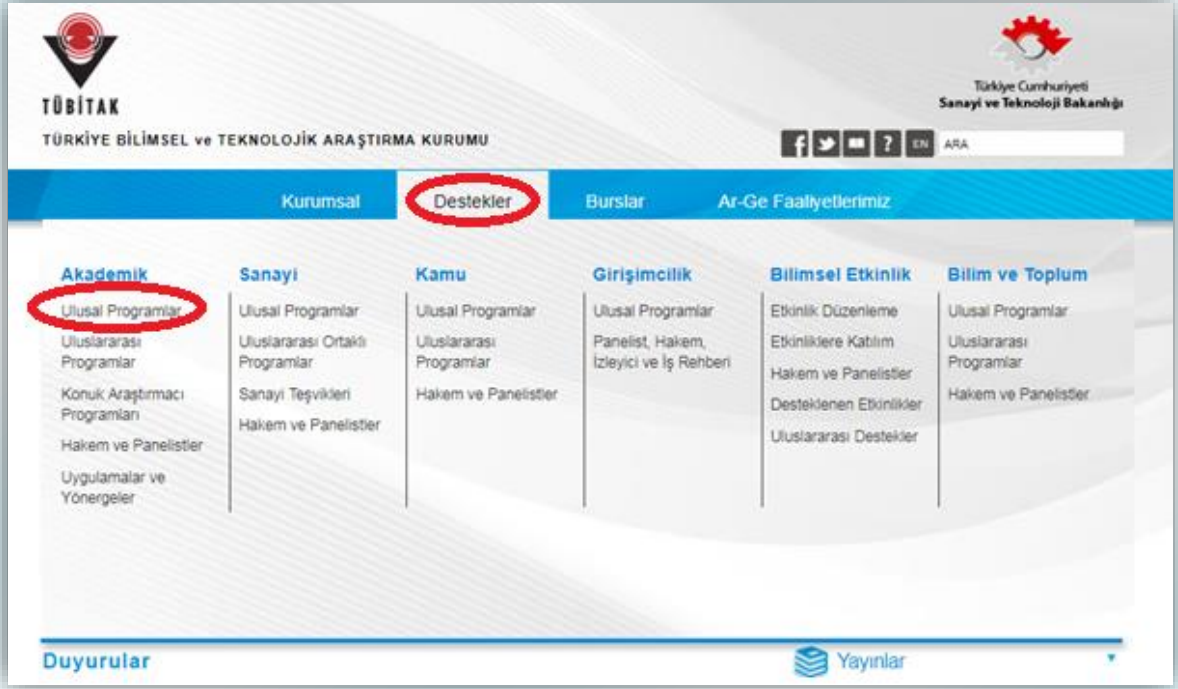 TÜBİTAK
TÜRKİYE BİLİMSEL ve TEKNOLOJİK ARAŞTIRMA KURUMU
Türkiye Cumhuriyeti
Sanayi ve Teknoloji Bakanlığı
f ? EN ARA
Kurumsal Destekler Burslar Ar-Ge Faaliyetlerimiz
Akademik
Ulusal Programlar
Uluslararası
Programlar
Konuk Araştırmacı
Programları
Hakem ve Panelistler
Uygulamalar ve
Yönergeler
Sanayi
Ulusal Programlar
Uluslararası Ortaklı
Programlar
Sanayi Teşvikleri
Hakem ve Panelistler
Kamu
Ulusal Programlar
Uluslararası
Programlar
Hakem ve Panelistler
Girişimcilik
Ulusal Programlar
Panelist, Hakem,
İzleyici ve İş Rehberi
Bilimsel Etkinlik
Etkinlik Düzenleme
Etkinliklere Katılım
Hakem ve Panelistler
Desteklenen Etkinlikler
Uluslararası Destekler
Bilim ve Toplum
Ulusal Programlar
Uluslararası
Programlar
Hakem ve Panelistler
Duyurular
Yayınlar